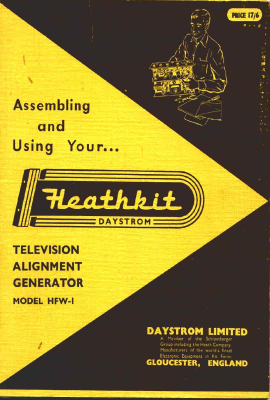 PRICE 17/6
Assembling
and
Using Your...
Heathkit
DAYSTROM
TELEVISION
ALIGNMENT
GENERATOR
MODEL HFW-1
DAYSTROM LIMITED
A Member of the Schlumberger
Group including the Heath Company
Manufacturers of the world's finest
Electronic Equipment in Kit Form
GLOUCESTER, ENGLAND